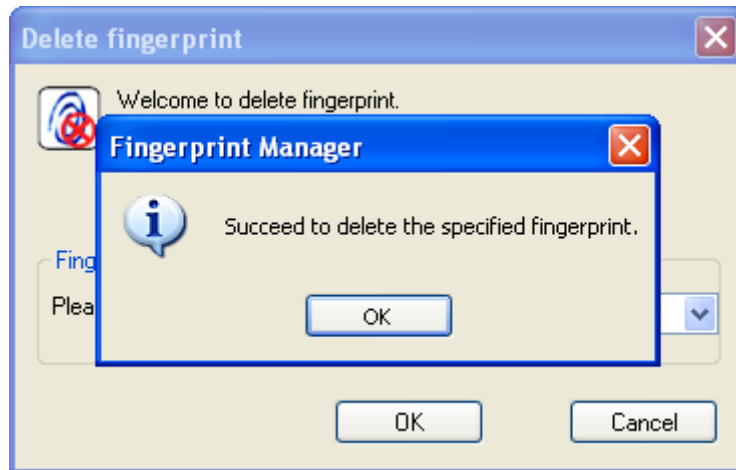 Delete fingerprint
Welcome to delete fingerprint.
Fingerprint Manager
Succeed to delete the specified fingerprint.
OK
OK
Cancel